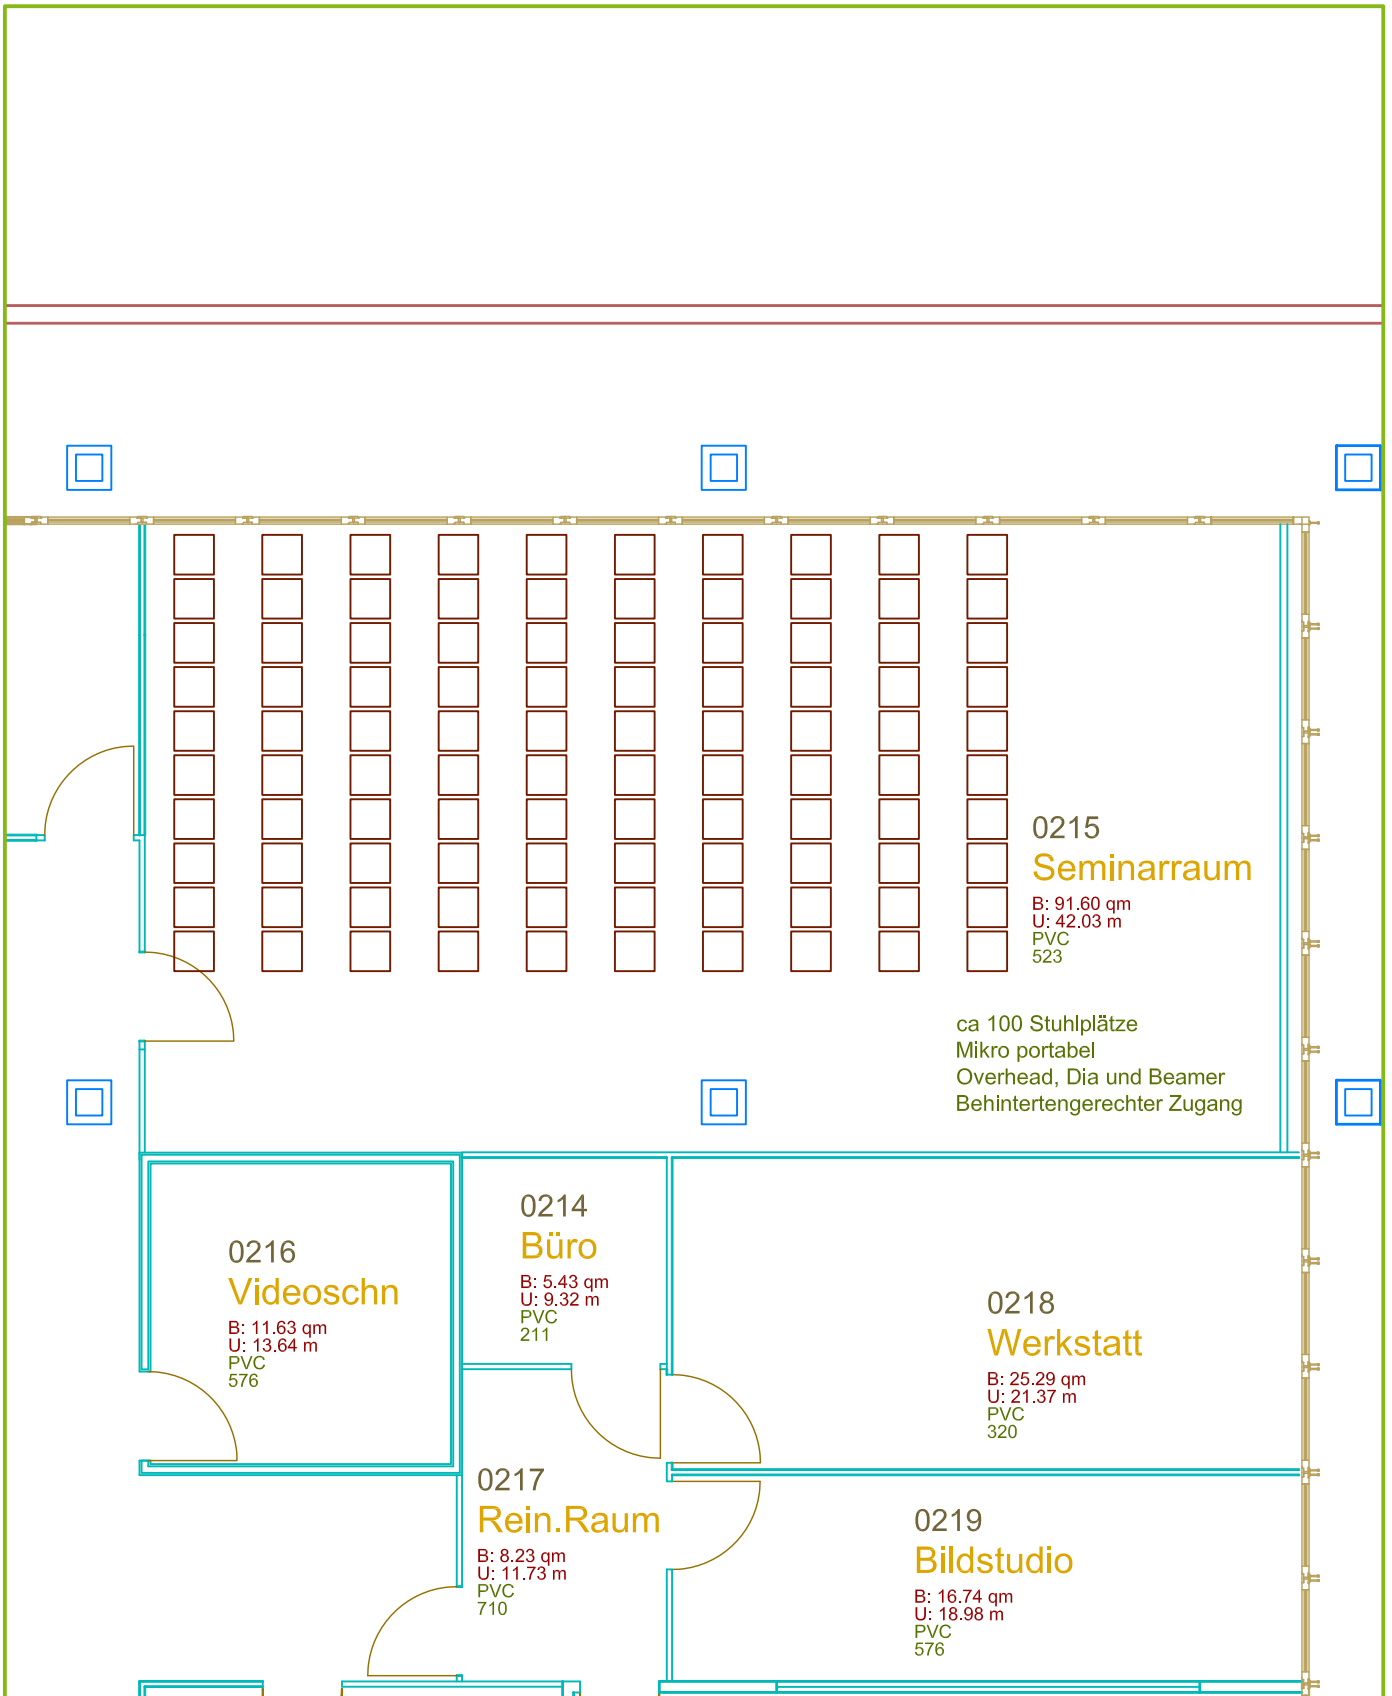 0215
Seminarraum
B: 91.60 qm
U: 42.03 m
PVC
523
ca 100 Stuhlplätze
Mikro portabel
Overhead, Dia und Beamer
Behintertengerechter Zugang
0214
Büro
B: 5.43 qm
U: 9.32 m
PVC
211
0216
Videoschn
B: 11.63 qm
U: 13.64 m
PVC
576
0218
Werkstatt
B: 25.29 qm
U: 21.37 m
PVC
320
0217
Rein.Raum
B: 8.23 qm
U: 11.73 m
PVC
710
0219
Bildstudio
B: 16.74 qm
U: 18.98 m
PVC
576